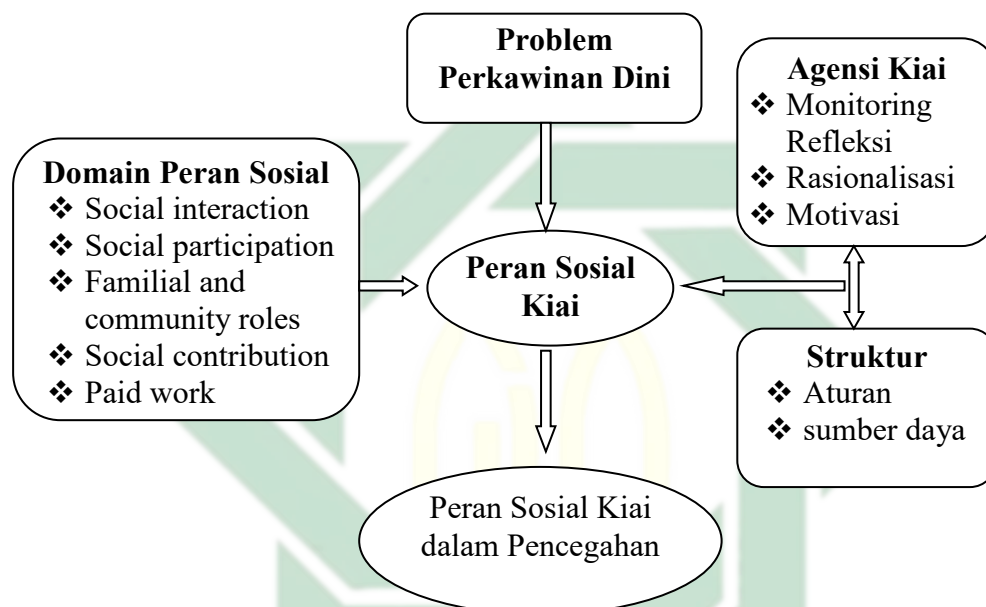 Problem
Perkawinan Dini
Agensi Kiai
❖ Monitoring
Refleksi
❖ Rasionalisasi
❖ Motivasi
Domain Peran Sosial
❖ Social interaction
❖ Social participation
❖ Familial and
community roles
❖ Social contribution
❖ Paid work
Peran Sosial
Kiai
Struktur
❖ Aturan
❖ sumber daya
Peran Sosial Kiai
dalam Pencegahan